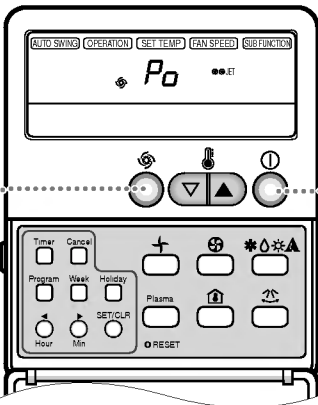 AUTO SWING OPERATION SET TEMP FAN SPEED SUB FUNCTION
Po JET
Timer Cancel
Program Week Holiday
Plasma
SET/CLR
Hour Min
RESET